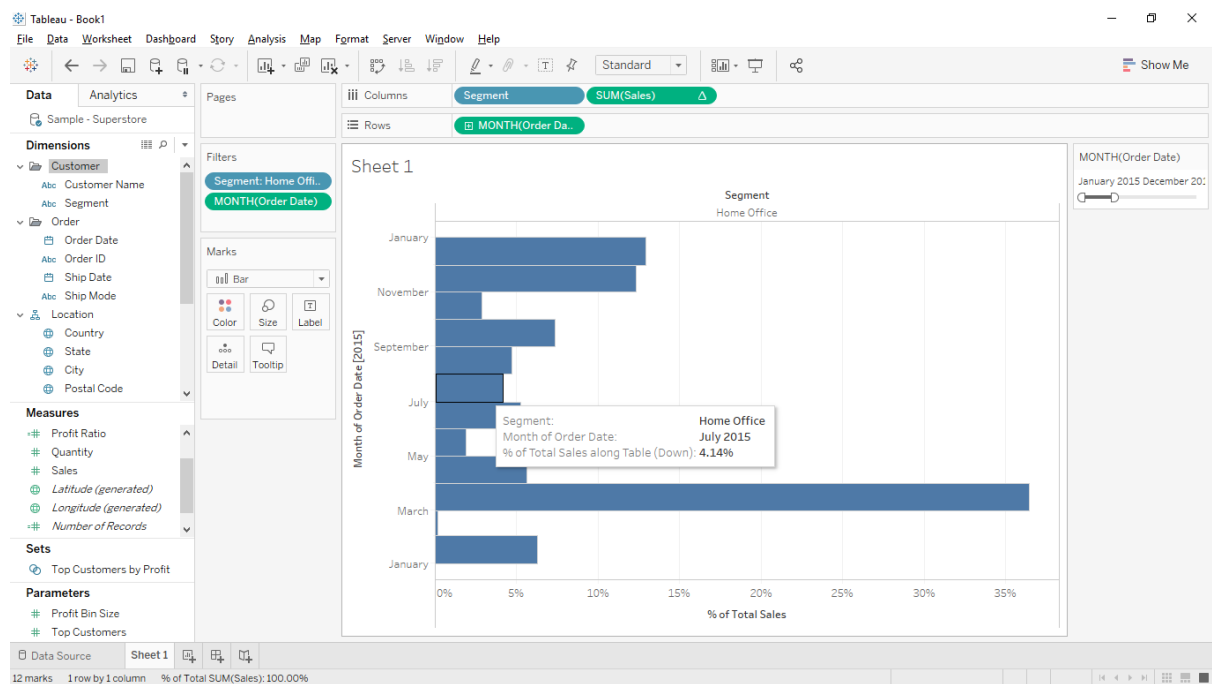 Tableau - Book1
File Data Worksheet Dashboard Story Analysis Map Format Server Window Help
Standard
Show Me
Data Analytics
Sample - Superstore
Dimensions
Customer
Abc Customer Name
Abc Segment
Order
Order Date
Abc Order ID
Ship Date
Abc Ship Mode
Location
Country
State
City
Postal Code
Measures
Profit Ratio
Quantity
Sales
Latitude (generated)
Longitude (generated)
Number of Records
Sets
Top Customers by Profit
Parameters
Profit Bin Size
Top Customers
Pages
Filters
Segment: Home Offi..
MONTH(Order Date)
Marks
Bar
Color Size Label
Detail Tooltip
Columns Segment SUM(Sales)
Rows MONTH(Order Da..
Sheet 1
Segment
Home Office
Month of Order Date [2015]
January
November
September
July
May
March
January
Segment: Home Office
Month of Order Date: July 2015
% of Total Sales along Table (Down): 4.14%
0% 5% 10% 15% 20% 25% 30% 35%
% of Total Sales
MONTH(Order Date)
January 2015 December 201
Data Source Sheet 1
12 marks 1 row by 1 column % of Total SUM(Sales): 100.00%